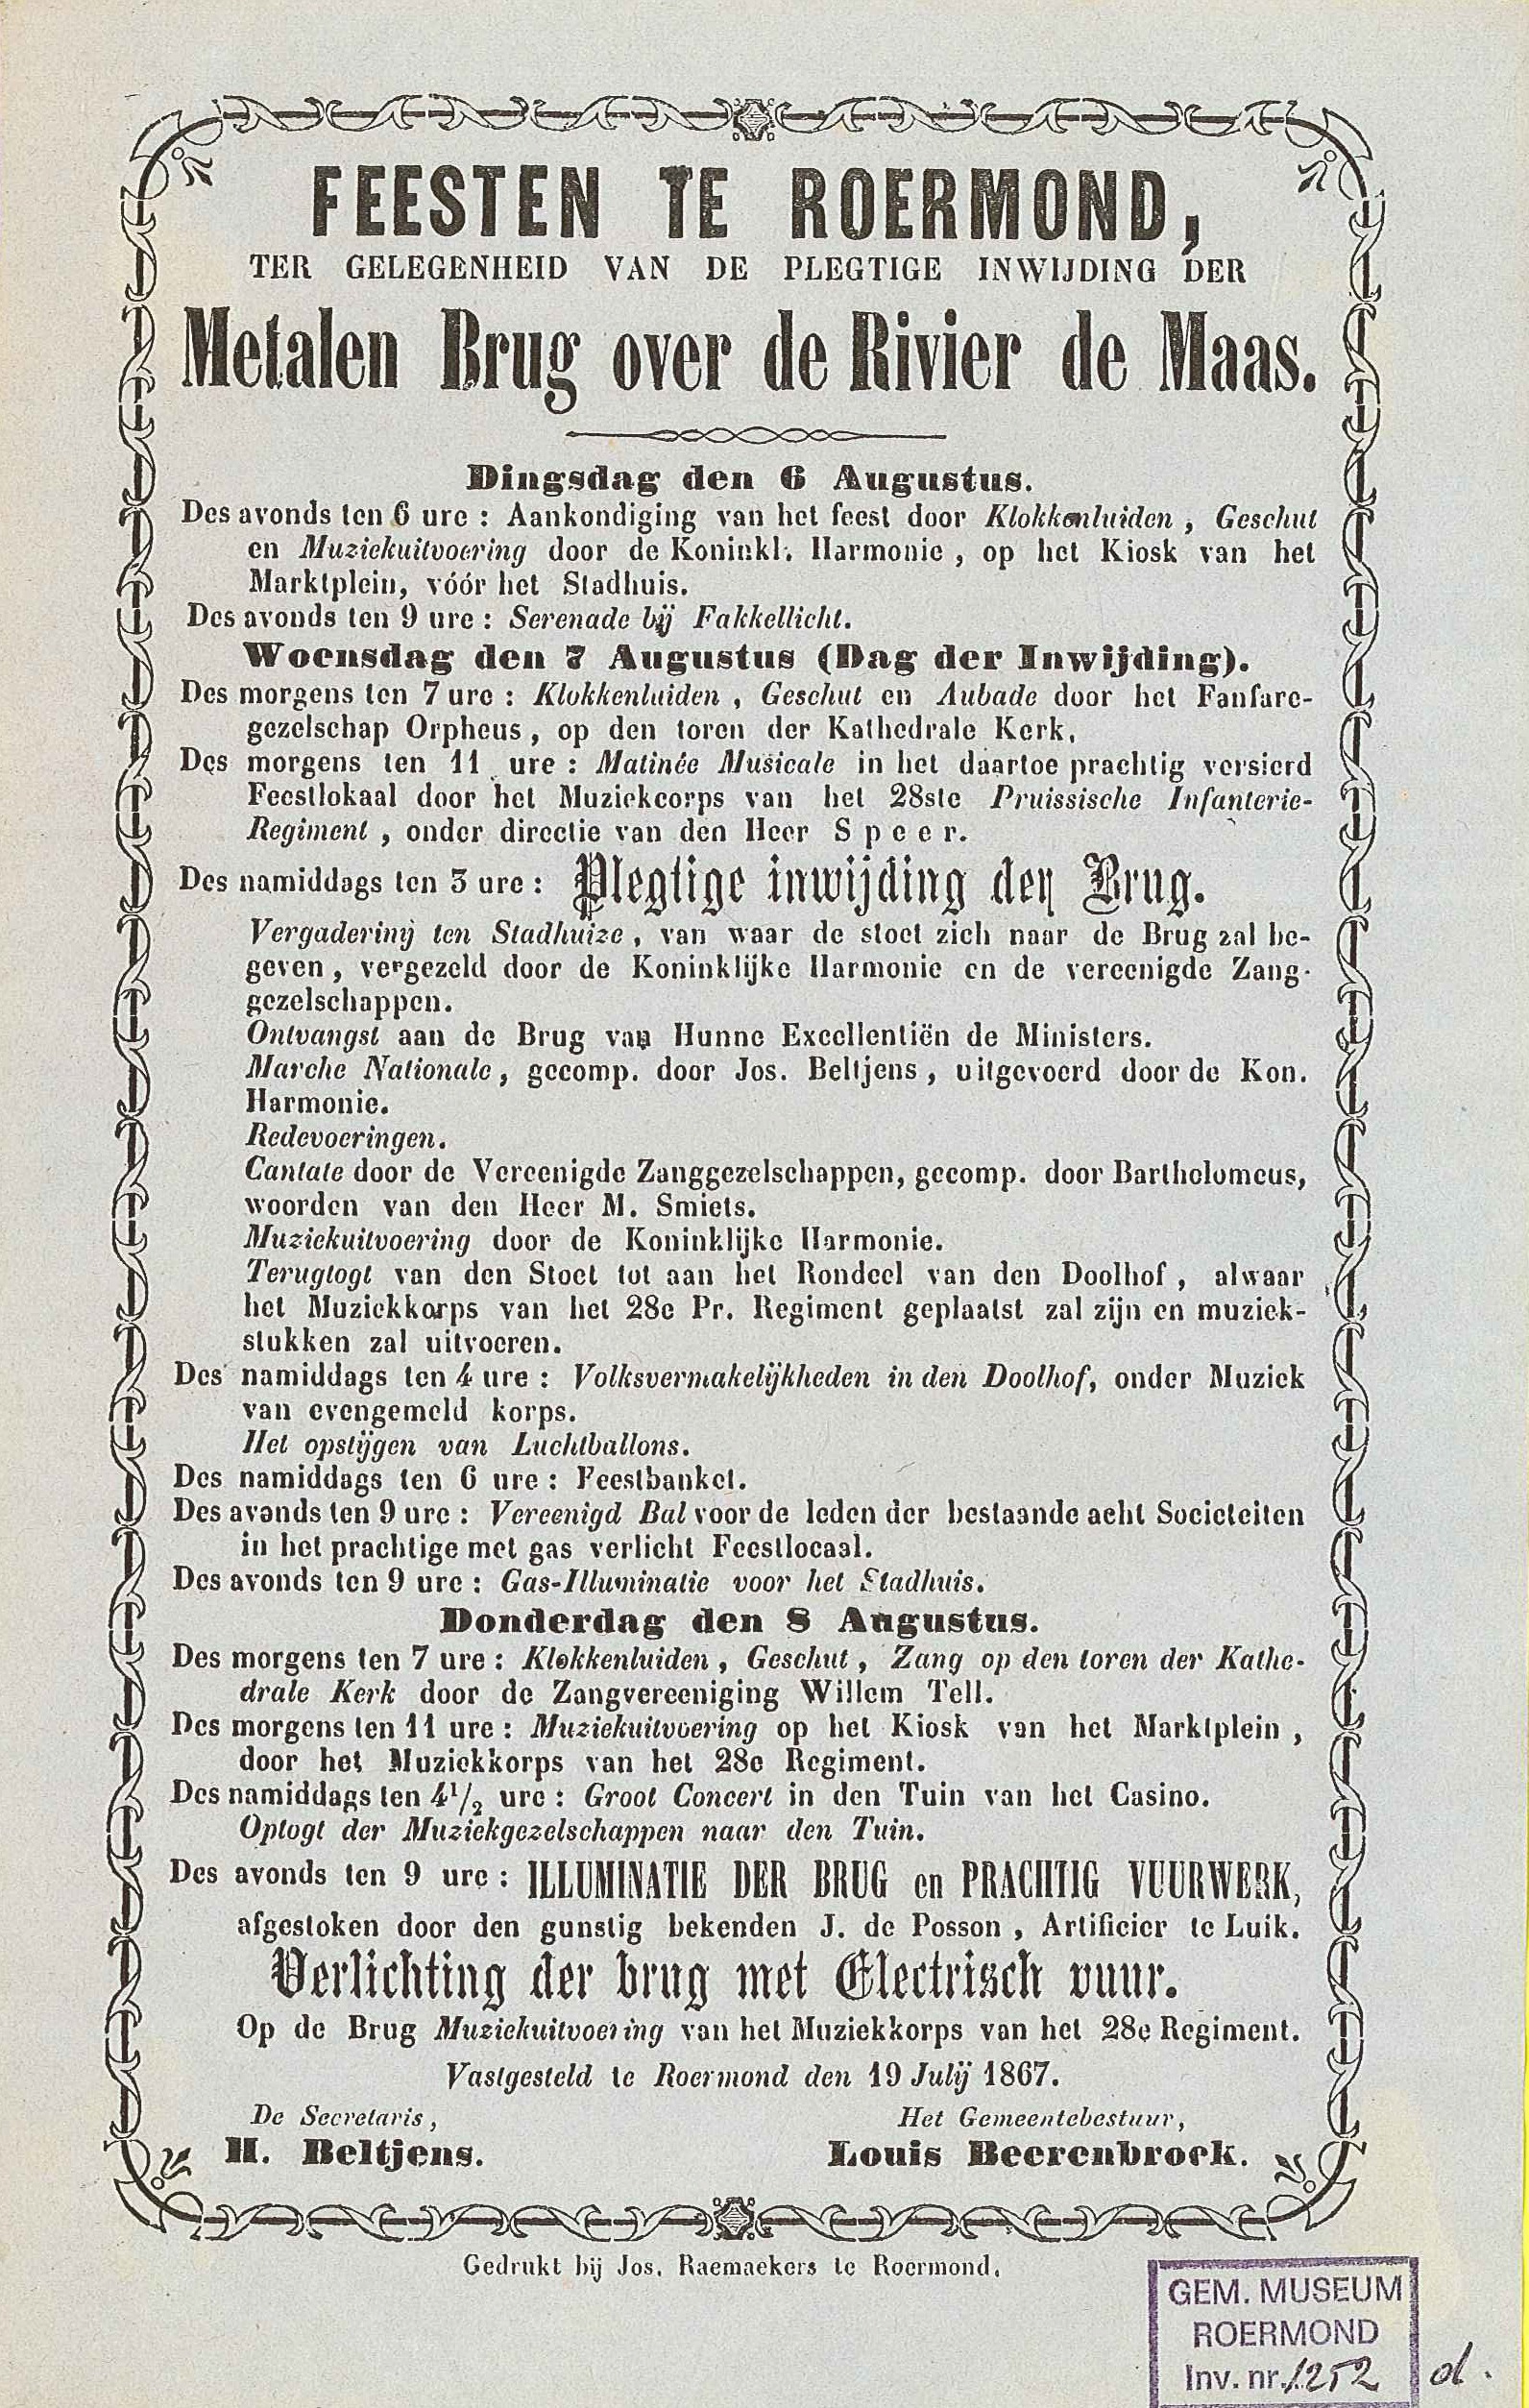 FEESTEN TE ROERMOND,
TER GELEGENHEID VAN DE PLEGTIGE INWIJDING DER
Metalen Brug over de Rivier de Maas.
Dingsdag den 6 Augustus.
Des avonds ten 6 ure : Aankondiging van het feest door Klokkenluiden, Geschut
en Muziekuitvoering door de Koninkl. Harmonie, op het Kiosk van het
Marktplein, vóór het Stadhuis.
Des avonds ten 9 ure : Serenade bij Fakkellicht.
Woensdag den 7 Augustus (Dag der Inwijding).
Des morgens ten 7 ure : Klokkenluiden, Geschut en Aubade door het Fanfare-
gezelschap Orpheus, op den toren der Kathedrale Kerk.
Des morgens ten 11 ure : Matinée Musicale in het daartoe prachtig versierd
Feestlokaal door het Muziekcorps van het 28ste Pruissische Infanterie-
Regiment, onder directie van den Heer Speer.
Des namiddags ten 3 ure : Plegtige inwijding der Brug.
Vergadering ten Stadhuize, van waar de stoet zich naar de Brug zal be-
geven, vergezeld door de Koninklijke Harmonie en de vereenigde Zang-
gezelschappen.
Ontvangst aan de Brug van Hunne Excellentiën de Ministers.
Marche Nationale, gecomp. door Jos. Beltjens, uitgevoerd door de Kon.
Harmonie.
Redevoeringen.
Cantate door de Vereenigde Zanggezelschappen, gecomp. door Bartholomeus,
woorden van den Heer M. Smiets.
Muziekuitvoering door de Koninklijke Harmonie.
Terugtogt van den Stoet tot aan het Rondeel van den Doolhof, alwaar
het Muziekkorps van het 28e Pr. Regiment geplaatst zal zijn en muziek-
stukken zal uitvoeren.
Des namiddags ten 4 ure : Volksvermakelijkheden in den Doolhof, onder Muziek
van evengemeld korps.
Het opstijgen van Luchtballons.
Des namiddags ten 6 ure : Feestbanket.
Des avonds ten 9 ure : Vereenigd Bal voor de leden der bestaande acht Societeiten
in het prachtige met gas verlicht Feestlocaal.
Des avonds ten 9 ure : Gas-Illuminatie voor het Stadhuis.
Donderdag den 8 Augustus.
Des morgens ten 7 ure : Klokkenluiden, Geschut, Zang op den toren der Kathe-
drale Kerk door de Zangvereeniging Willem Tell.
Des morgens ten 11 ure : Muziekuitvoering op het Kiosk van het Marktplein,
door het Muziekkorps van het 28e Regiment.
Des namiddags ten 4 1/2 ure : Groot Concert in den Tuin van het Casino.
Optogt der Muziekgezelschappen naar den Tuin.
Des avonds ten 9 ure : ILLUMINATIE DER BRUG en PRACHTIG VUURWERK,
afgestoken door den gunstig bekenden J. de Posson, Artificier te Luik.
Verlichting der brug met Electrisch vuur.
Op de Brug Muziekuitvoering van het Muziekkorps van het 28e Regiment.
Vastgesteld te Roermond den 19 Julij 1867.
De Secretaris,
H. Beltjens.
Het Gemeentebestuur,
Louis Beerenbroek.
Gedrukt bij Jos. Raemaekers te Roermond.
GEM. MUSEUM
ROERMOND
Inv. nr. 1252 d.